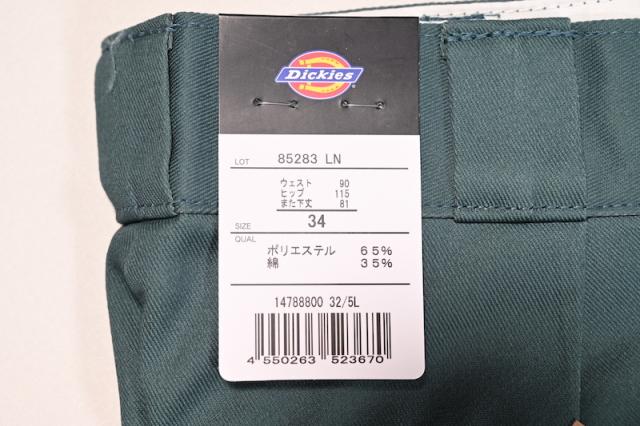 Dickies
LOT 85283 LN
ウェスト 90
ヒップ 115
また下丈 81
SIZE 34
QUAL
ポリエステル 65%
綿 35%
14788800 32/5L
4 550263 523670